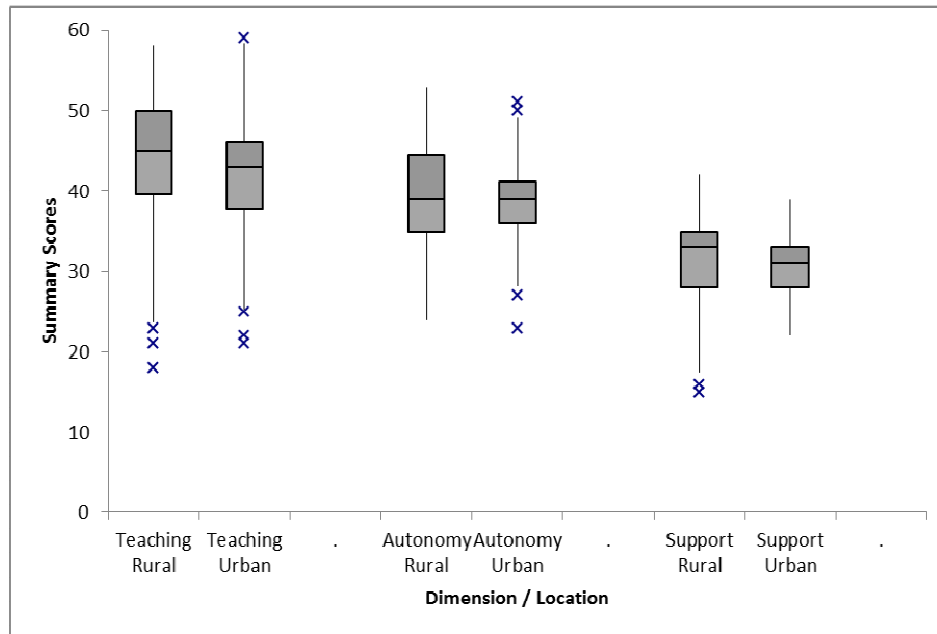 60
50
40
30
20
10
0
Summary Scores
Teaching Teaching . Autonomy Autonomy . Support Support .
Rural Urban Rural Urban Rural Urban
Dimension / Location